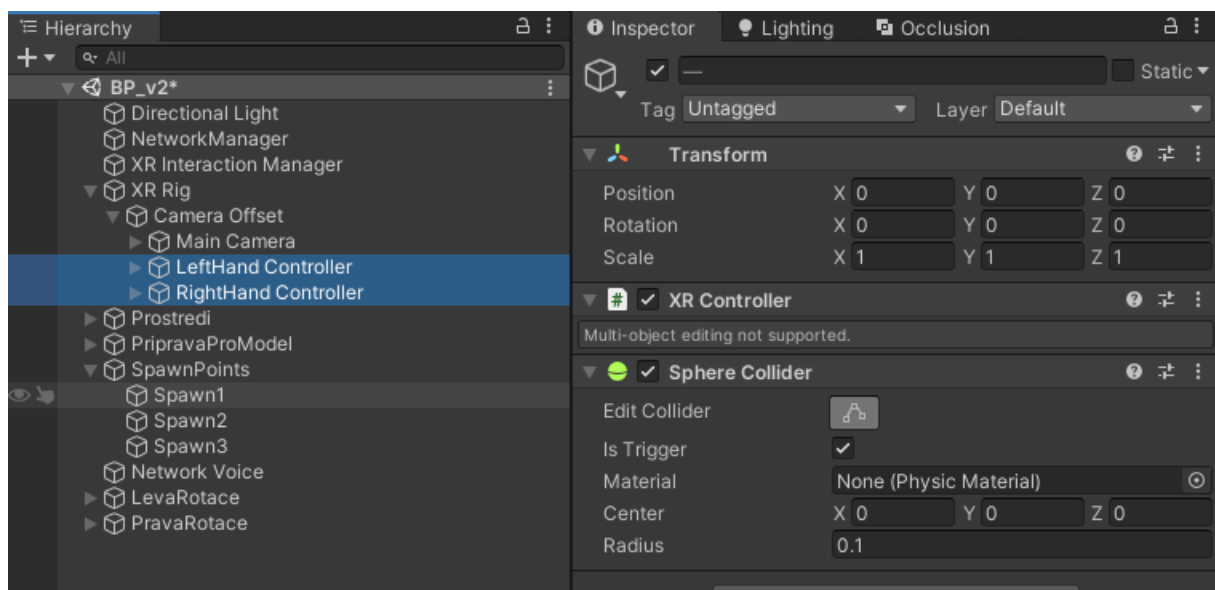 Hierarchy
All
BP_v2*
Directional Light
NetworkManager
XR Interaction Manager
XR Rig
Camera Offset
Main Camera
LeftHand Controller
RightHand Controller
Prostredi
PripravaProModel
SpawnPoints
Spawn1
Spawn2
Spawn3
Network Voice
LevaRotace
PravaRotace
Inspector Lighting Occlusion
— Static
Tag Untagged Layer Default
Transform
Position X 0 Y 0 Z 0
Rotation X 0 Y 0 Z 0
Scale X 1 Y 1 Z 1
# XR Controller
Multi-object editing not supported.
Sphere Collider
Edit Collider
Is Trigger
Material None (Physic Material)
Center X 0 Y 0 Z 0
Radius 0.1